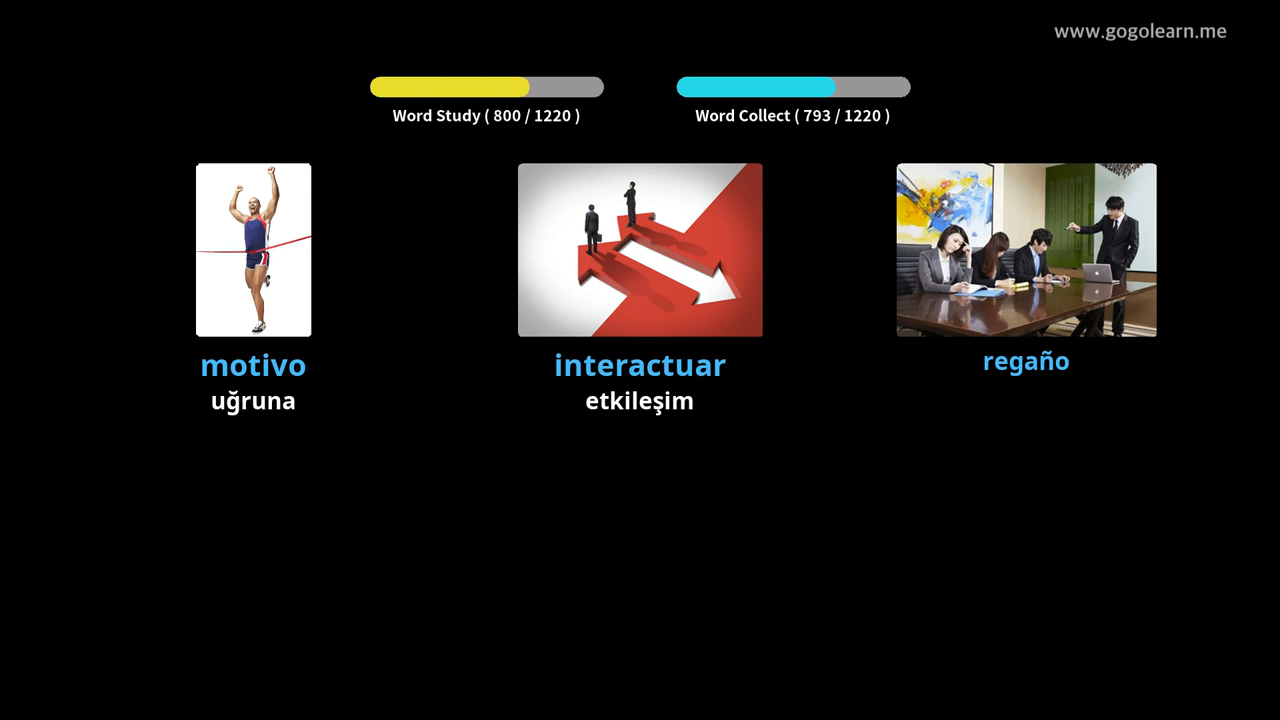 www.gogolearn.me
Word Study ( 800 / 1220 )
Word Collect ( 793 / 1220 )
motivo
uğruna
interactuar
etkileşim
regaño